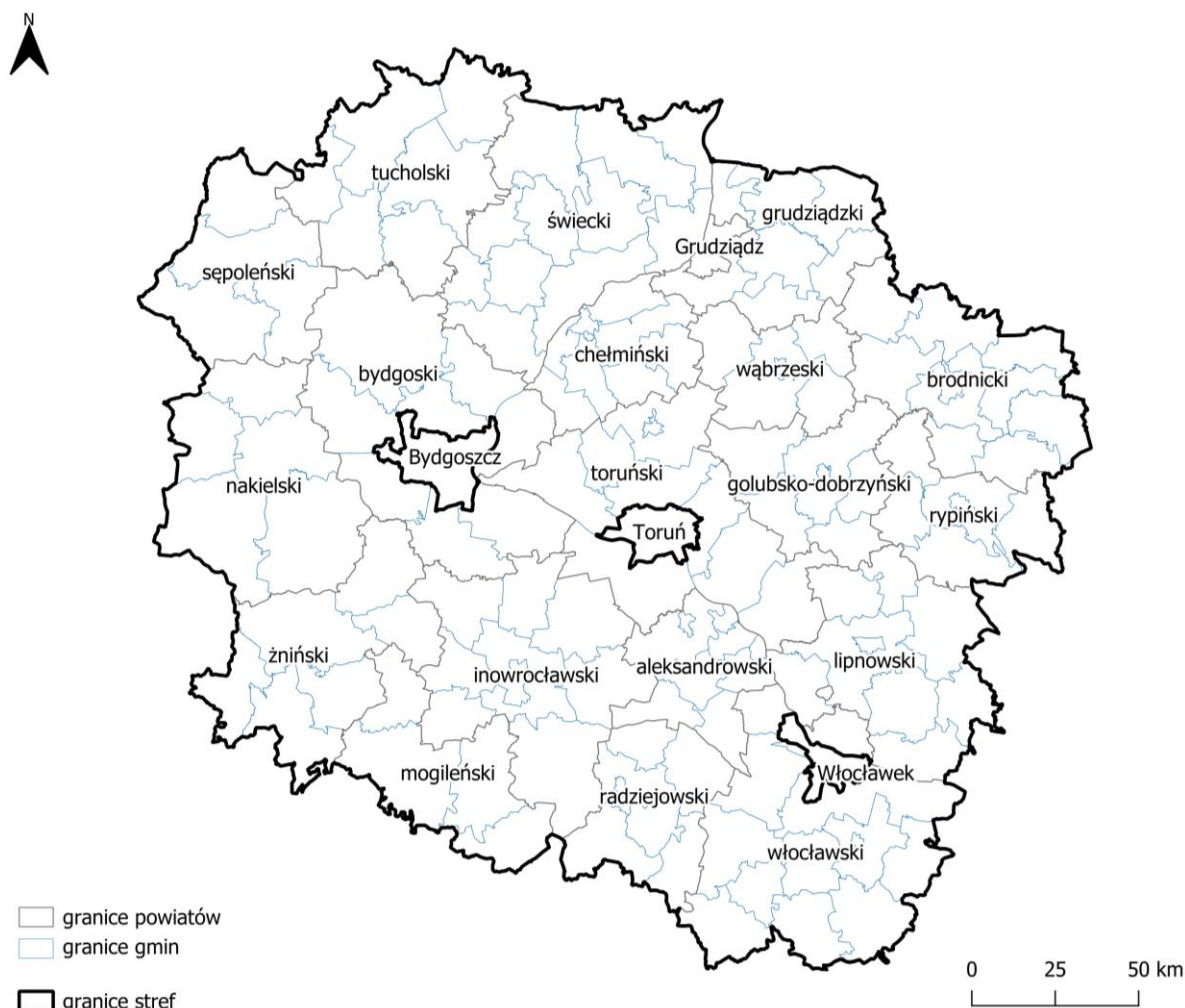 N
tucholski
świecki
grudziądzki
Grudziądz
sępoleński
chełmiński
wąbrzeski
bydgoski
brodnicki
Bydgoszcz
toruński
nakielski
golubsko-dobrzyński
rypiński
Toruń
żniński
inowrocławski
aleksandrowski
lipnowski
mogileński
Włocławek
radziejowski
włocławski
granice powiatów
granice gmin
granice stref
0 25 50 km